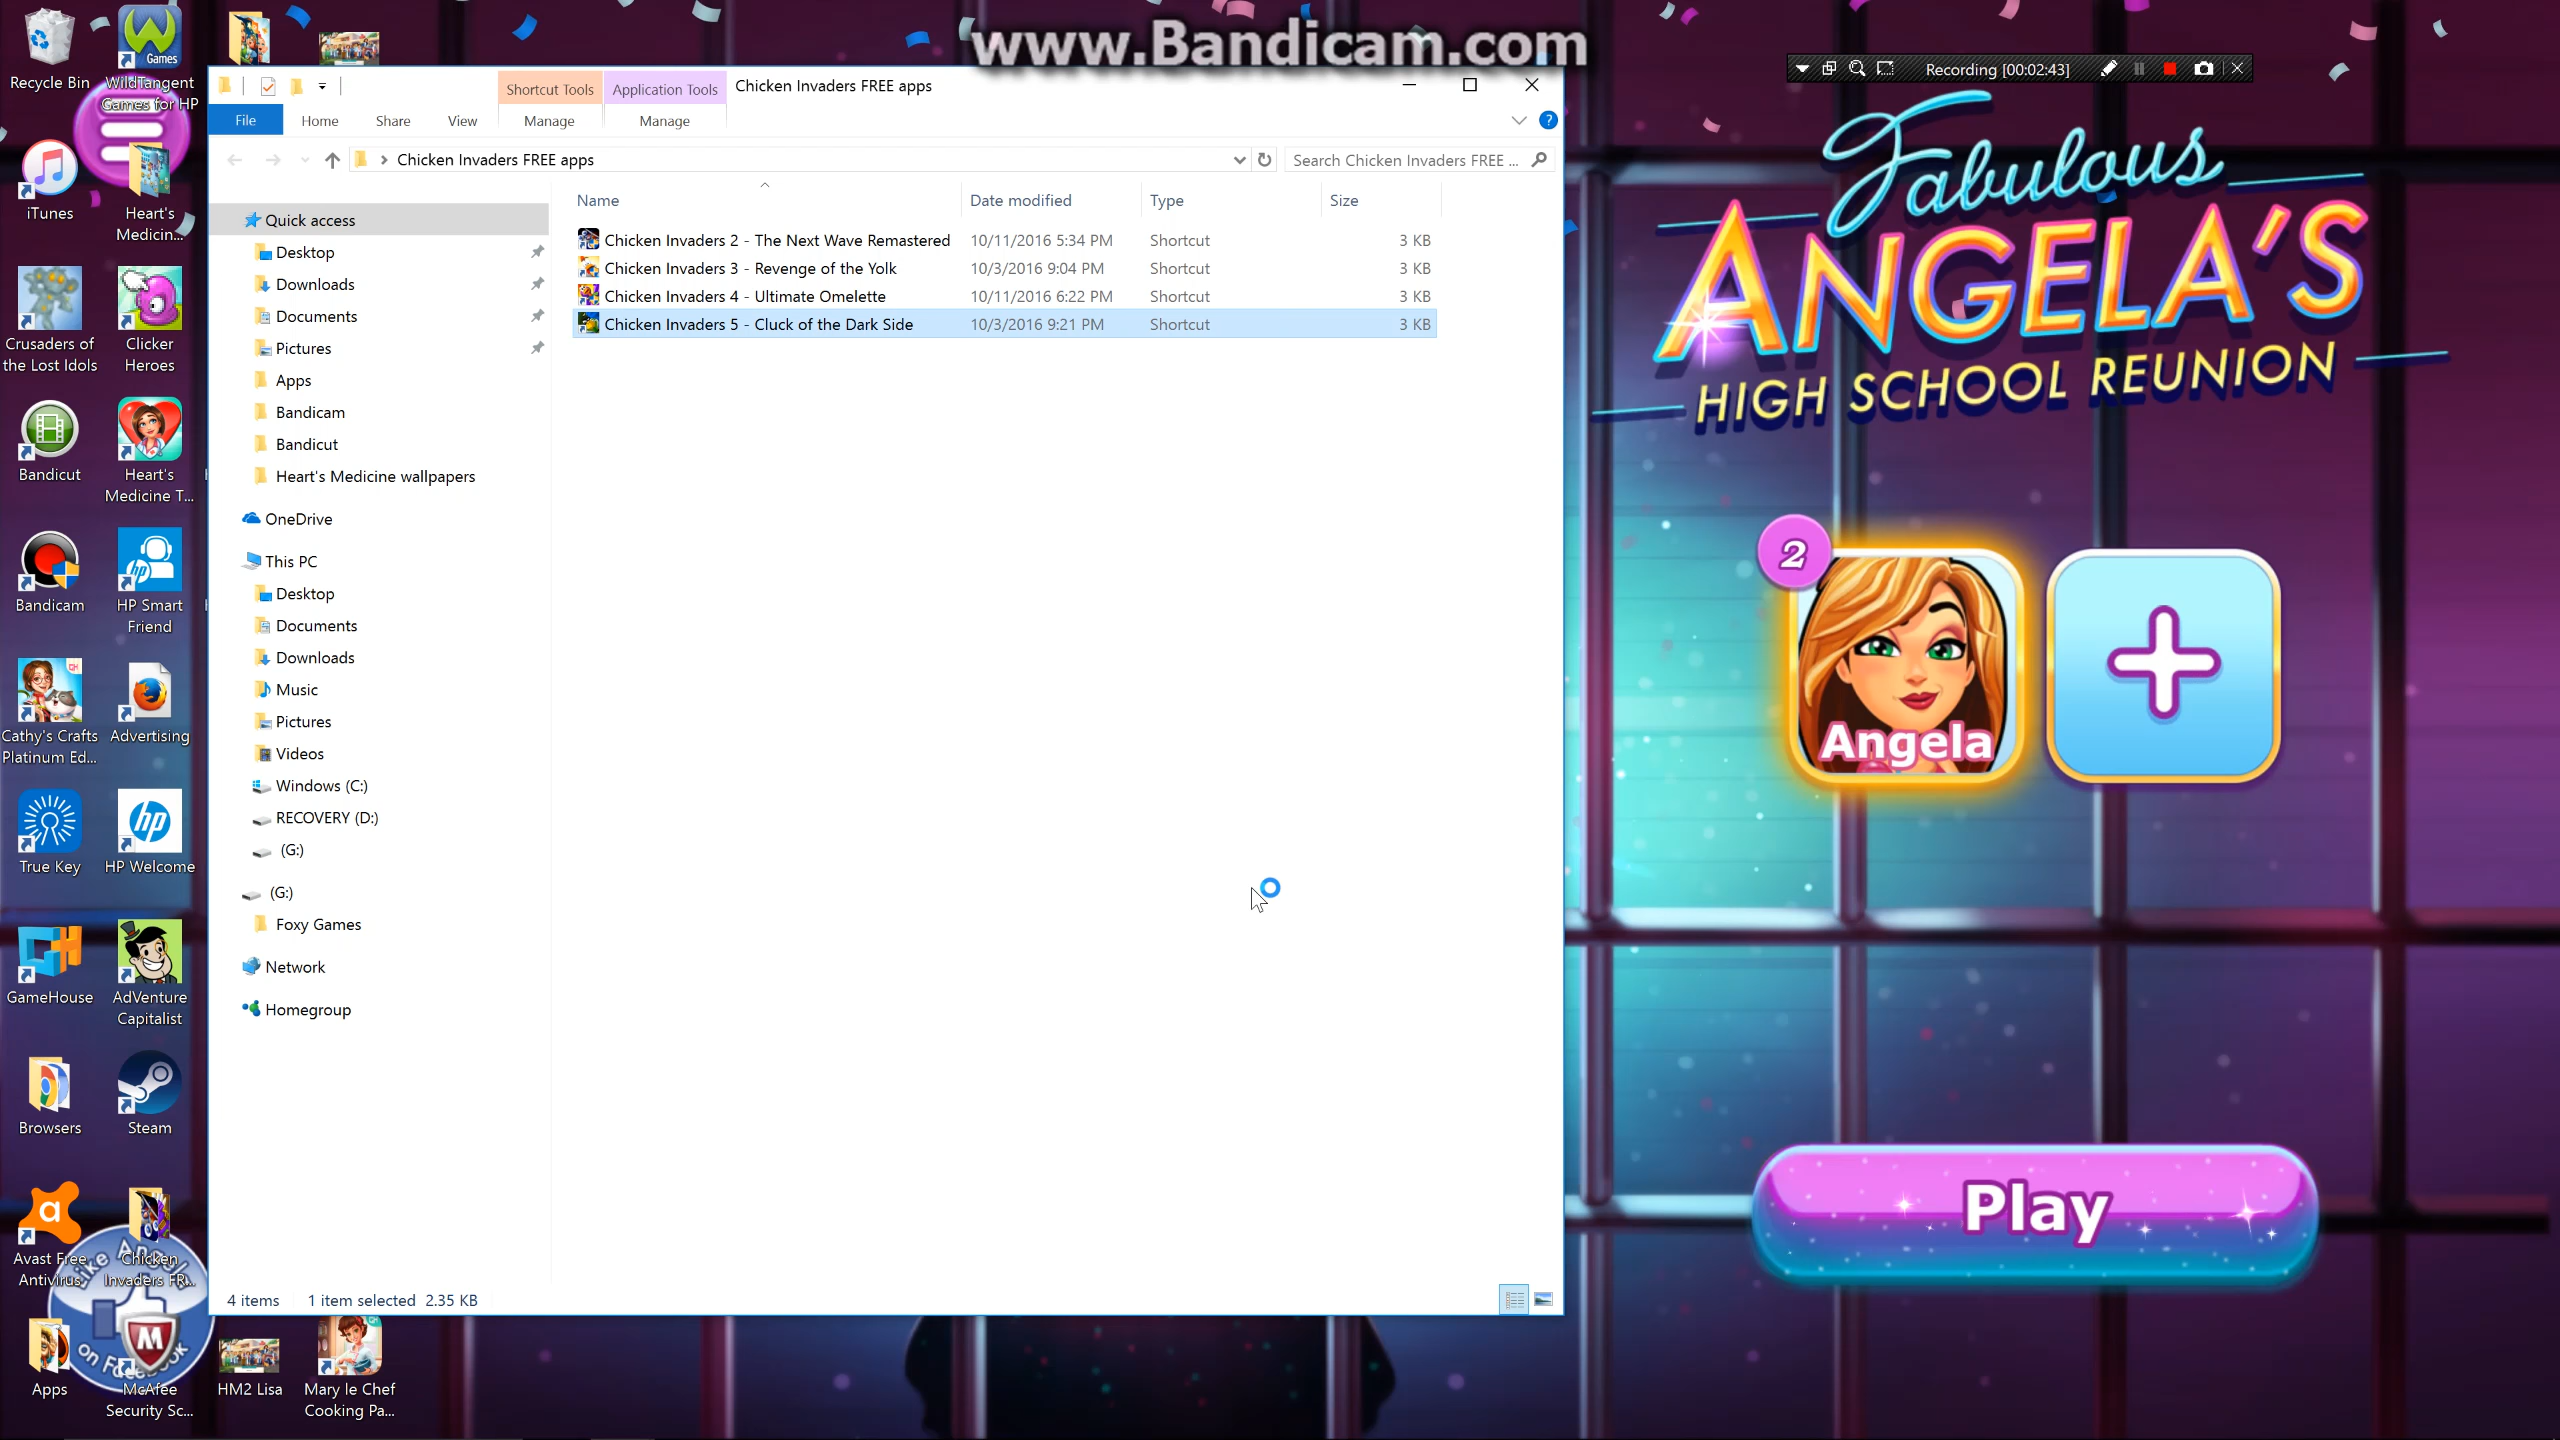 www.Bandicam.com
Recording [00:02:43]
Shortcut Tools
Application Tools
Chicken Invaders FREE apps
File
Home
Share
View
Manage
Manage
Chicken Invaders FREE apps
Search Chicken Invaders FREE ...
Name
Date modified
Type
Size
Chicken Invaders 2 - The Next Wave Remastered 10/11/2016 5:34 PM Shortcut 3 KB
Chicken Invaders 3 - Revenge of the Yolk 10/3/2016 9:04 PM Shortcut 3 KB
Chicken Invaders 4 - Ultimate Omelette 10/11/2016 6:22 PM Shortcut 3 KB
Chicken Invaders 5 - Cluck of the Dark Side 10/3/2016 9:21 PM Shortcut 3 KB
Quick access
Desktop
Downloads
Documents
Pictures
Apps
Bandicam
Bandicut
Heart's Medicine wallpapers
OneDrive
This PC
Desktop
Documents
Downloads
Music
Pictures
Videos
Windows (C:)
RECOVERY (D:)
(G:)
(G:)
Foxy Games
Network
Homegroup
4 items
1 item selected 2.35 KB
Recycle Bin
Games
WildTangent
Games for HP
iTunes
Heart's
Medicin...
Crusaders of
the Lost Idols
Clicker
Heroes
Bandicut
Heart's
Medicine T...
Bandicam
hp
HP Smart
Friend
GH
Cathy's Crafts
Platinum Ed...
Advertising
True Key
hp
HP Welcome
GH
GameHouse
AdVenture
Capitalist
Browsers
Steam
a
Avast Free
Antivirus
Chicken
Invaders FR...
Apps
McAfee
Security Sc...
HM2 Lisa
Mary le Chef
Cooking Pa...
Fabulous
ANGELA'S
HIGH SCHOOL REUNION
2
Angela
Play